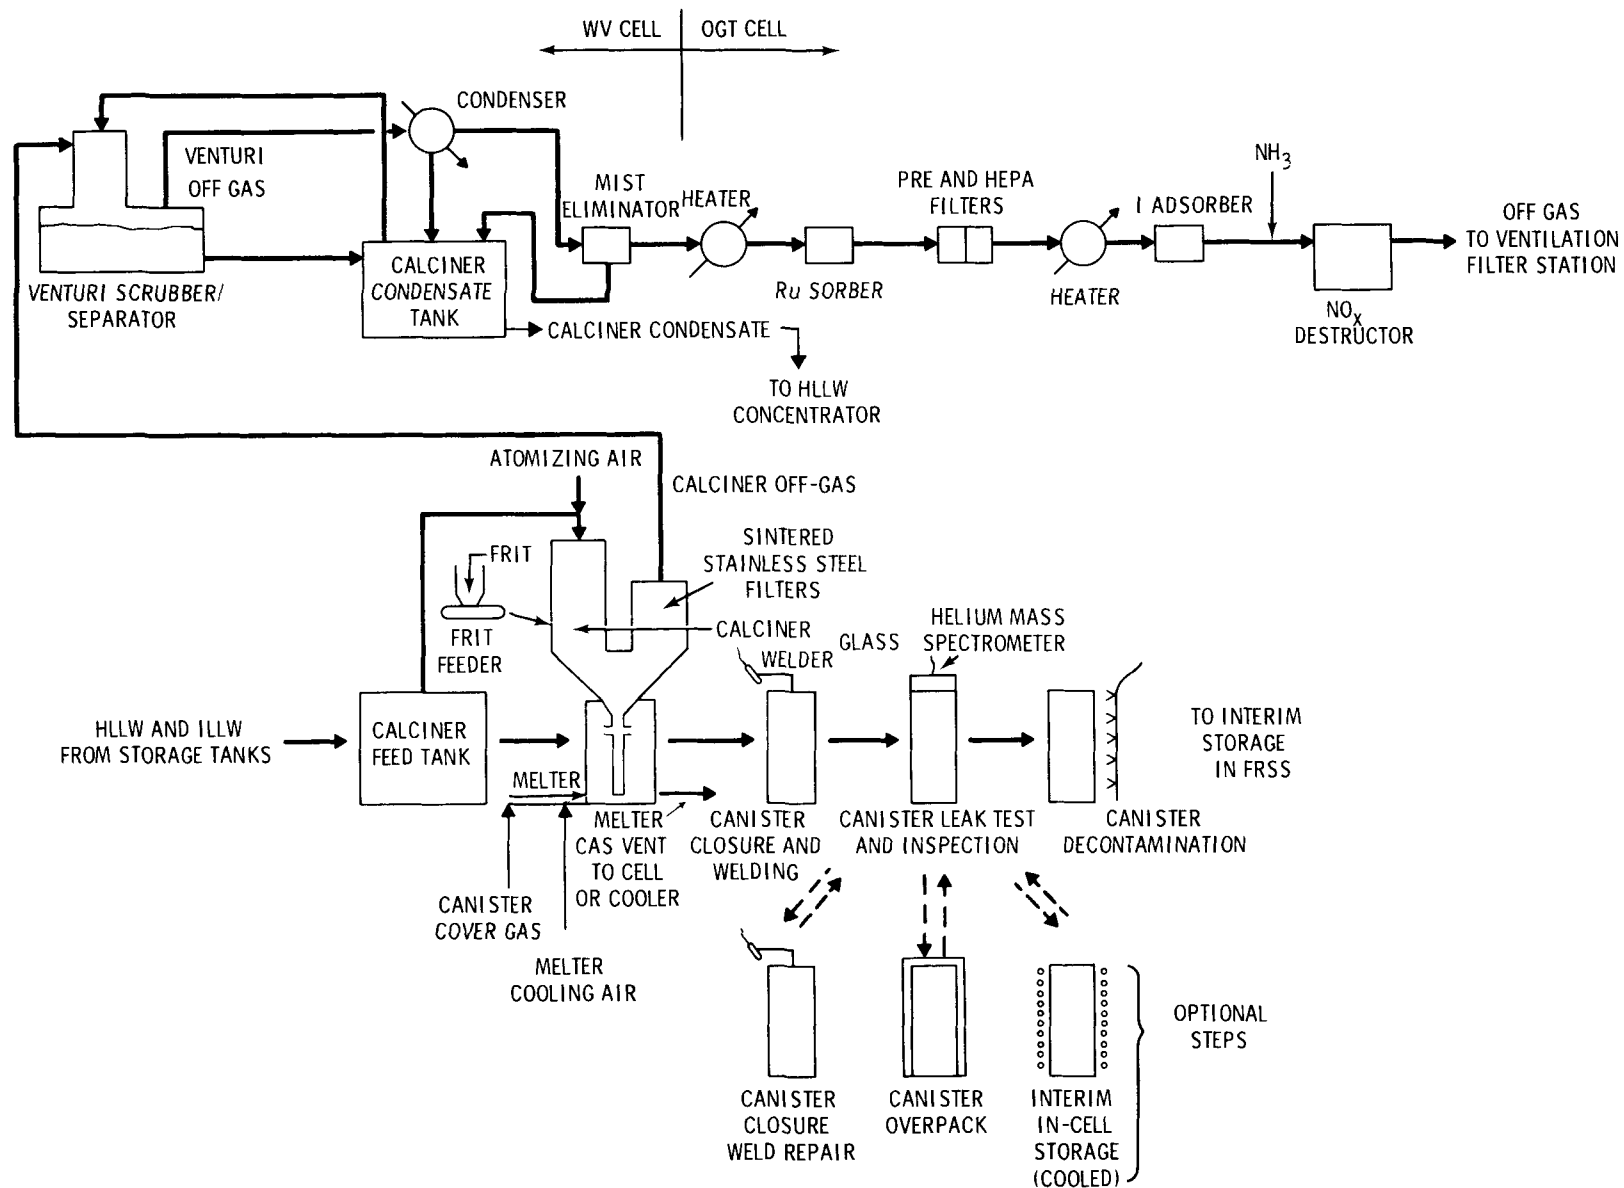 WV CELL
OGT CELL
CONDENSER
VENTURI
OFF GAS
MIST
ELIMINATOR
HEATER
PRE AND HEPA
FILTERS
I ADSORBER
NH3
OFF GAS
TO VENTILATION
FILTER STATION
VENTURI SCRUBBER/
SEPARATOR
CALCINER
CONDENSATE
TANK
Ru SORBER
HEATER
NOX
DESTRUCTOR
CALCINER CONDENSATE
TO HLLW
CONCENTRATOR
ATOMIZING AIR
CALCINER OFF-GAS
SINTERED
STAINLESS STEEL
FILTERS
FRIT
FRIT
FEEDER
CALCINER
WELDER
GLASS
HELIUM MASS
SPECTROMETER
HLLW AND ILLW
FROM STORAGE TANKS
CALCINER
FEED TANK
MELTER
TO INTERIM
STORAGE
IN FRSS
MELTER
CAS VENT
TO CELL
OR COOLER
CANISTER
CLOSURE AND
WELDING
CANISTER LEAK TEST
AND INSPECTION
CANISTER
DECONTAMINATION
CANISTER
COVER GAS
MELTER
COOLING AIR
CANISTER
CLOSURE
WELD REPAIR
CANISTER
OVERPACK
INTERIM
IN-CELL
STORAGE
(COOLED)
OPTIONAL
STEPS